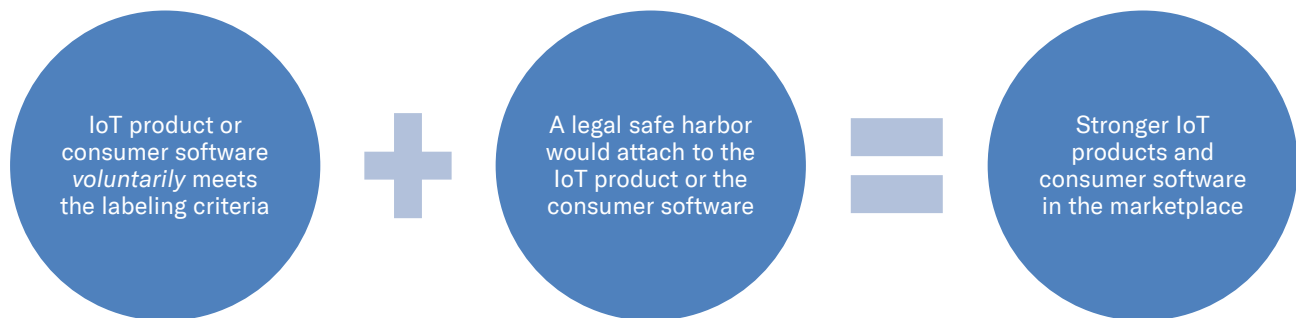 IoT product or
consumer software
voluntarily meets
the labeling criteria
A legal safe harbor
would attach to the
IoT product or the
consumer software
Stronger IoT
products and
consumer software
in the marketplace